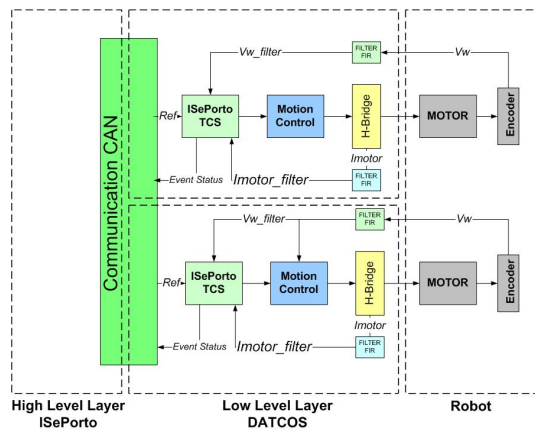 Communication CAN
Vw_filter
FILTER
FIR
Vw
Ref
ISePorto
TCS
Motion
Control
H-Bridge
MOTOR
Encoder
Imotor
Event Status
Imotor_filter
FILTER
FIR
Vw_filter
FILTER
FIR
Vw
Ref
ISePorto
TCS
Motion
Control
H-Bridge
MOTOR
Encoder
Imotor
Event Status
Imotor_filter
FILTER
FIR
High Level Layer
ISePorto
Low Level Layer
DATCOS
Robot